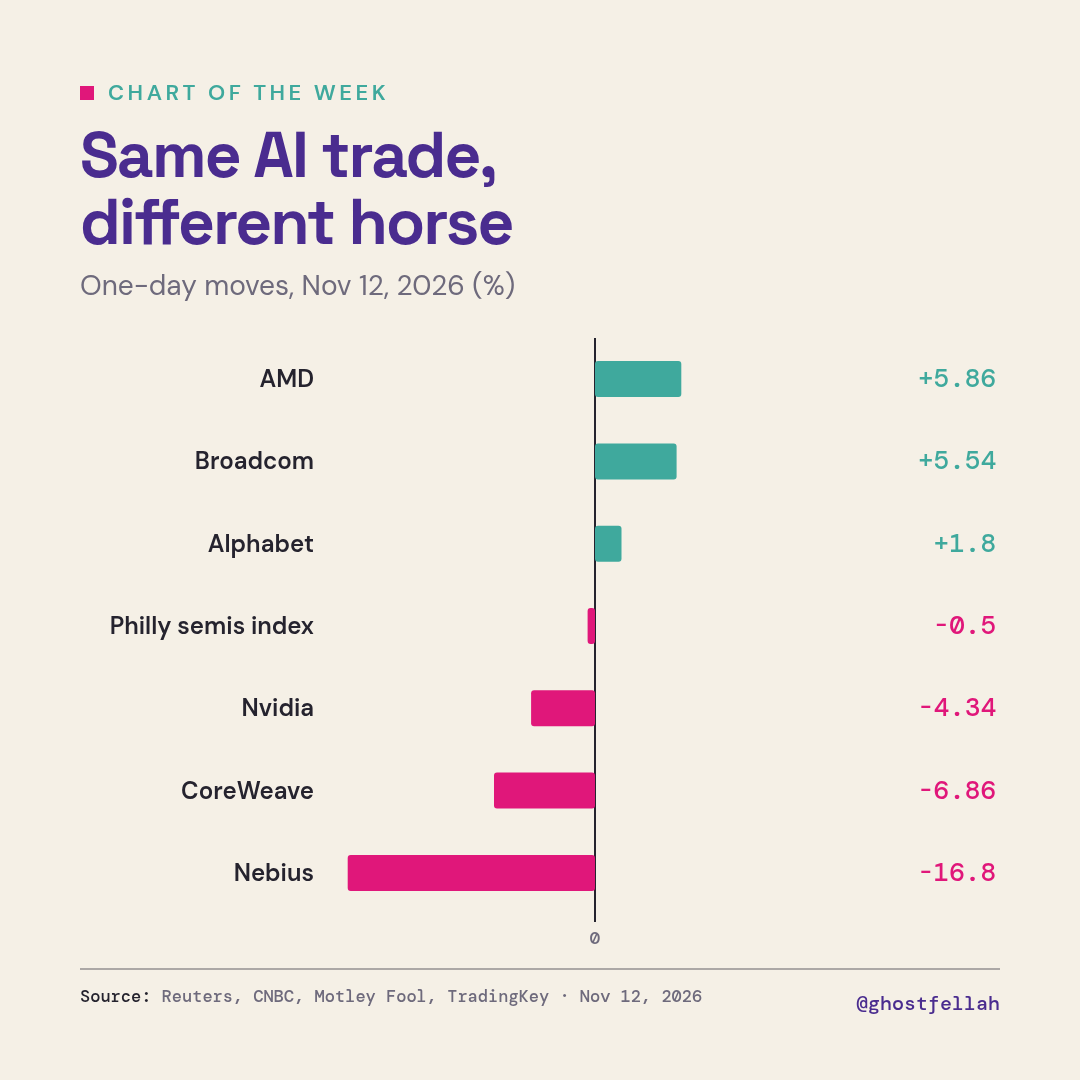 CHART OF THE WEEK
Same AI trade,
different horse
One-day moves, Nov 12, 2026 (%)
AMD +5.86
Broadcom +5.54
Alphabet +1.8
Philly semis index -0.5
Nvidia -4.34
CoreWeave -6.86
Nebius -16.8
0
Source: Reuters, CNBC, Motley Fool, TradingKey · Nov 12, 2026
@ghostfellah